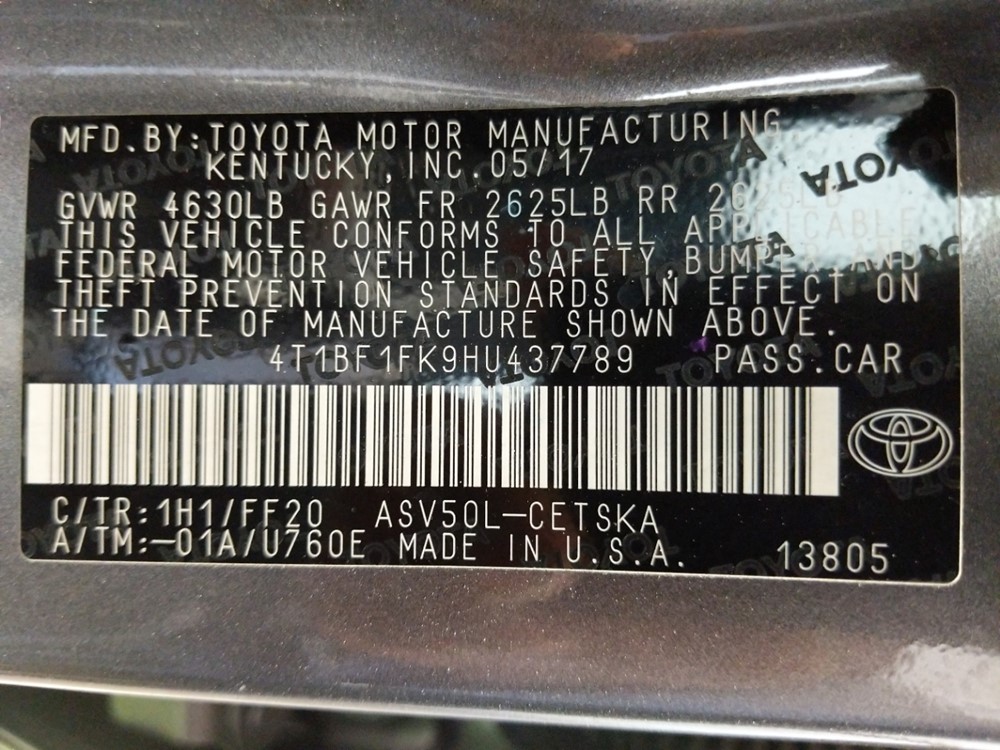 MFD.BY:TOYOTA MOTOR MANUFACTURING
KENTUCKY,INC.05/17
GVWR 4630LB GAWR FR 2625LB RR 2625LB
THIS VEHICLE CONFORMS TO ALL APPLICABLE
FEDERAL MOTOR VEHICLE SAFETY,BUMPER,AND
THEFT PREVENTION STANDARDS IN EFFECT ON
THE DATE OF MANUFACTURE SHOWN ABOVE.
4T1BF1FK9HU437789 PASS.CAR
C/TR:1H1/FF20 ASV50L-CETSKA
A/TM:-01A/U760E MADE IN U.S.A. 13805